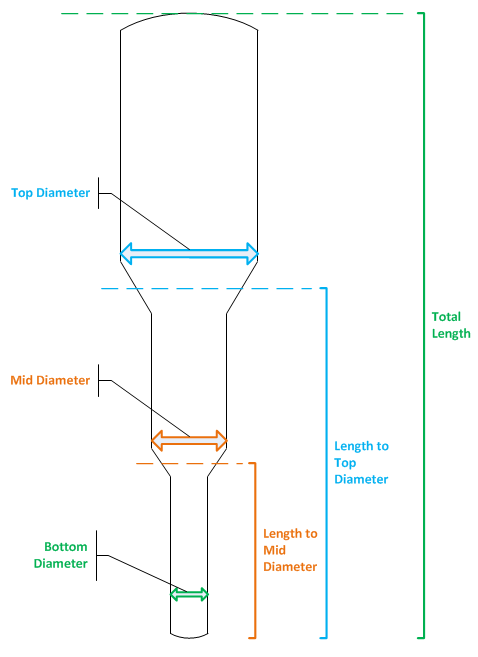 Top Diameter
Total
Length
Mid Diameter
Length to
Top
Diameter
Length to
Mid
Diameter
Bottom
Diameter